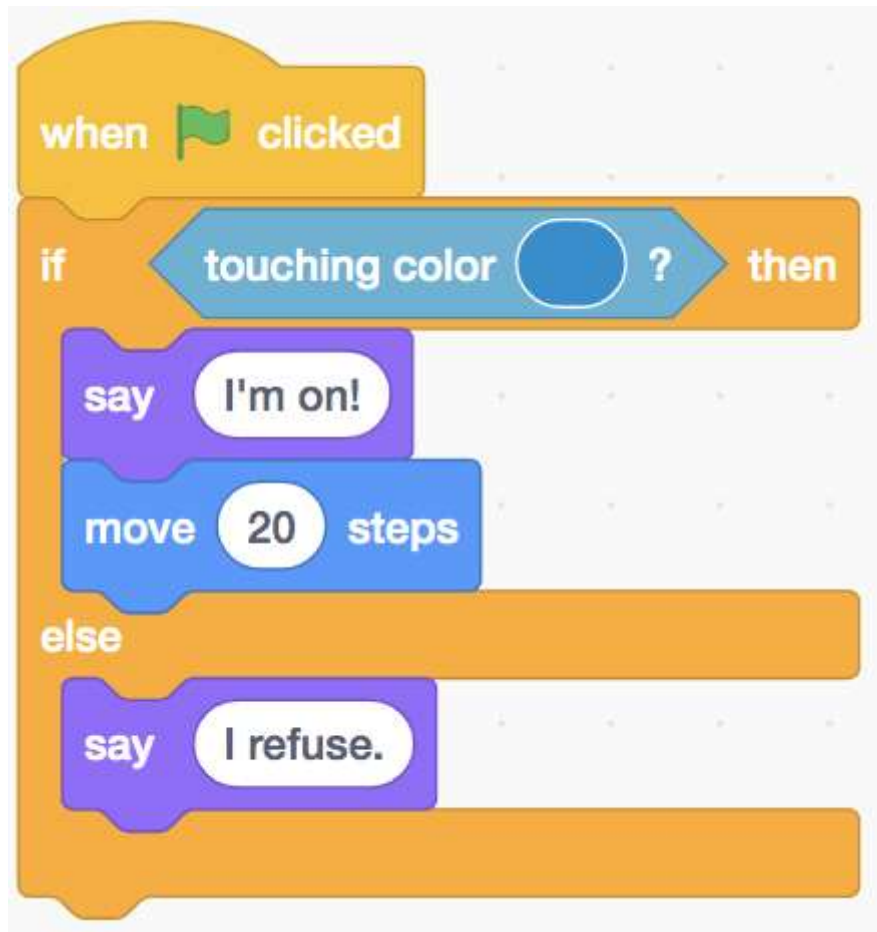 when clicked
if touching color ? then
say I'm on!
move 20 steps
else
say I refuse.